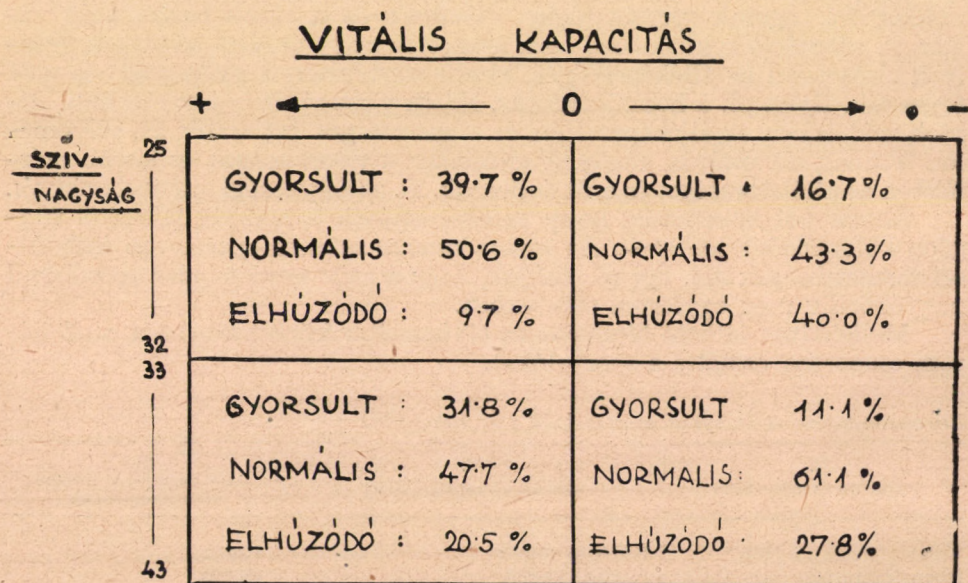 VITÁLIS KAPACITÁS
+ 0 -
SZÍV-
NAGYSÁG
25
GYORSULT : 39·7 %
GYORSULT · 16·7 %
NORMÁLIS : 50·6 %
NORMÁLIS : 43·3 %
ELHÚZÓDÓ : 9·7 %
ELHÚZÓDÓ 40·0 %
32
33
GYORSULT : 31·8 %
GYORSULT 11·1 %
NORMÁLIS : 47·7 %
NORMALIS: 61·1 %
ELHÚZÓDÓ : 20·5 %
ELHÚZÓDÓ · 27·8 %
43